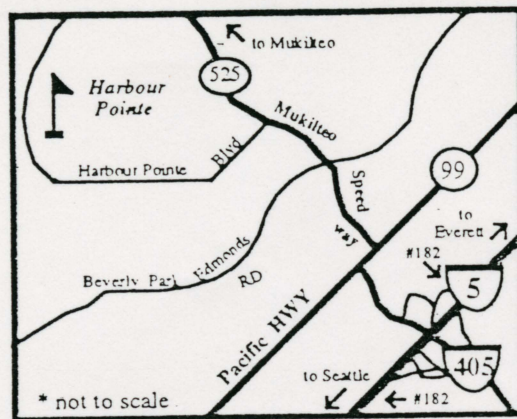 to Mukilteo
525
Harbour
Pointe
Mukilteo
Speed
way
Harbour Pointe
Blvd
99
to
Everett
#182
5
Beverly Park
Edmonds
RD
Pacific HWY
405
to Seattle
#182
* not to scale